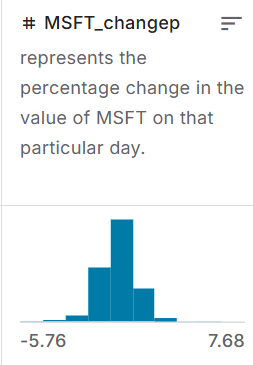 # MSFT_changep
represents the
percentage change in the
value of MSFT on that
particular day.
-5.76 7.68